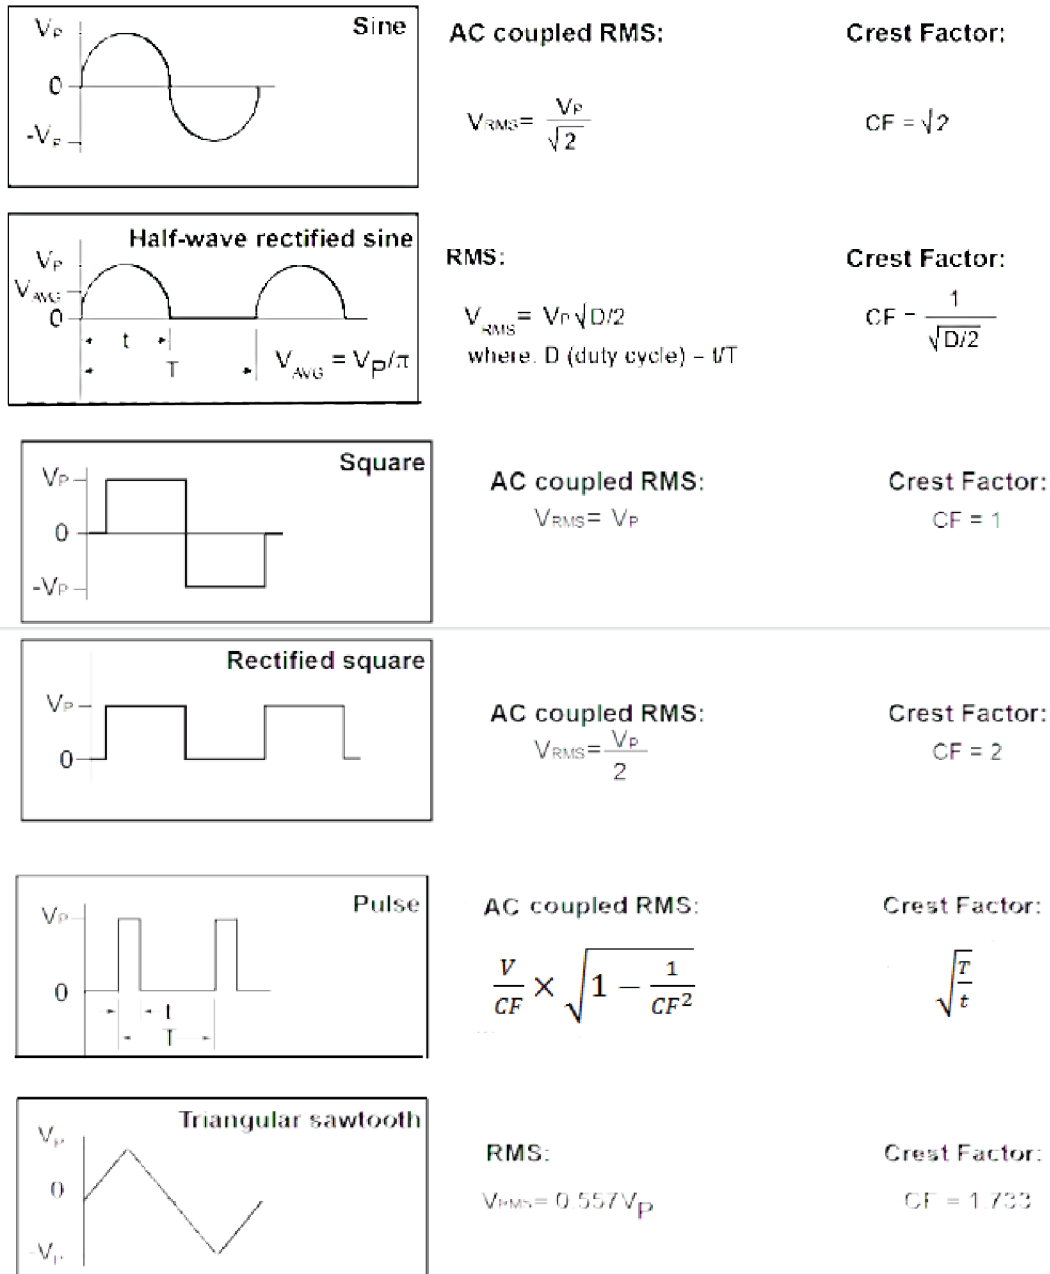 Sine
AC coupled RMS:
Crest Factor:
VP
0
-VP
VRMS= VP/√2
CF = √2
Half-wave rectified sine
RMS:
Crest Factor:
VP
VAVG
0
t
T
VAVG = VP/π
VRMS= VP√D/2
where. D (duty cycle) – t/T
CF - 1/√D/2
Square
AC coupled RMS:
Crest Factor:
VP
0
-VP
VRMS= VP
CF = 1
Rectified square
AC coupled RMS:
Crest Factor:
VP
0
VRMS= VP/2
CF = 2
Pulse
AC coupled RMS:
Crest Factor:
VP
0
t
T
V/CF × √1 − 1/CF²
√T/t
Triangular sawtooth
RMS:
Crest Factor:
VP
0
-VP
VRMS= 0.557VP
CF = 1.733